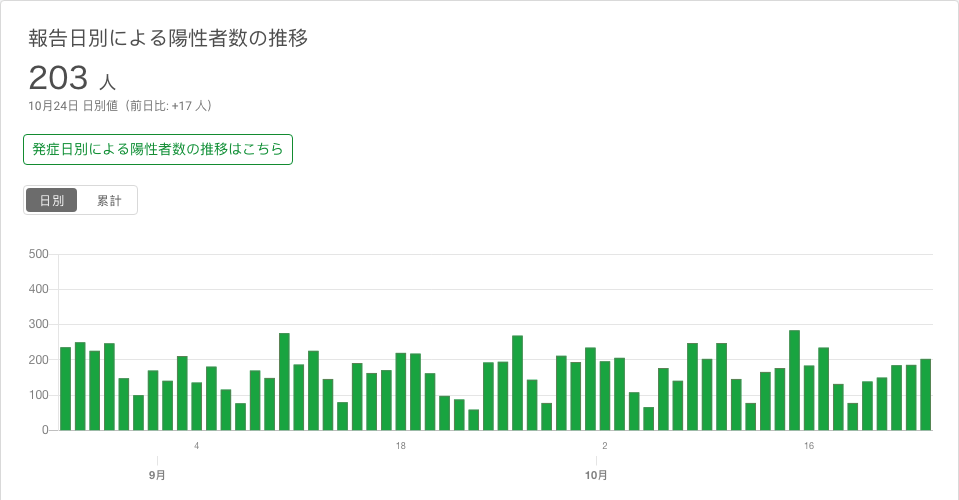 報告日別による陽性者数の推移
203 人
10月24日 日別値（前日比: +17 人）
発症日別による陽性者数の推移はこちら
日別 累計
500
400
300
200
100
0
4 18 2 16
9月 10月